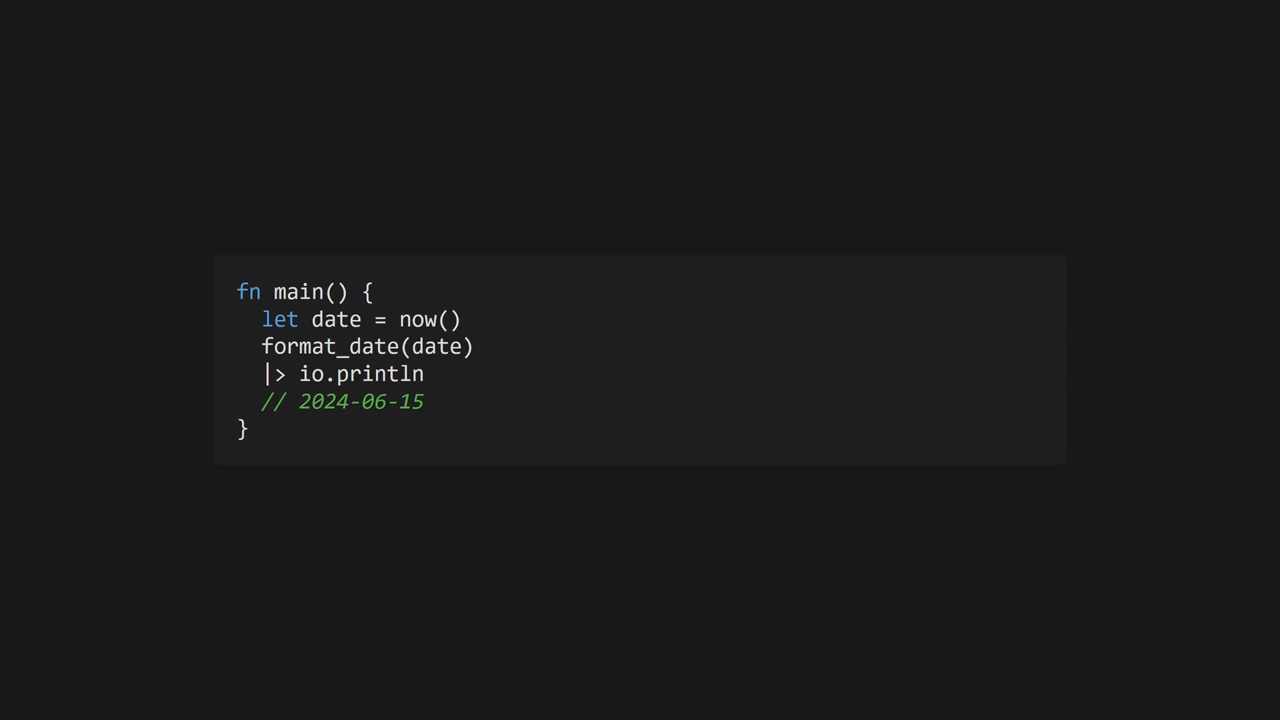 fn main() {
  let date = now()
  format_date(date)
  |> io.println
  // 2024-06-15
}